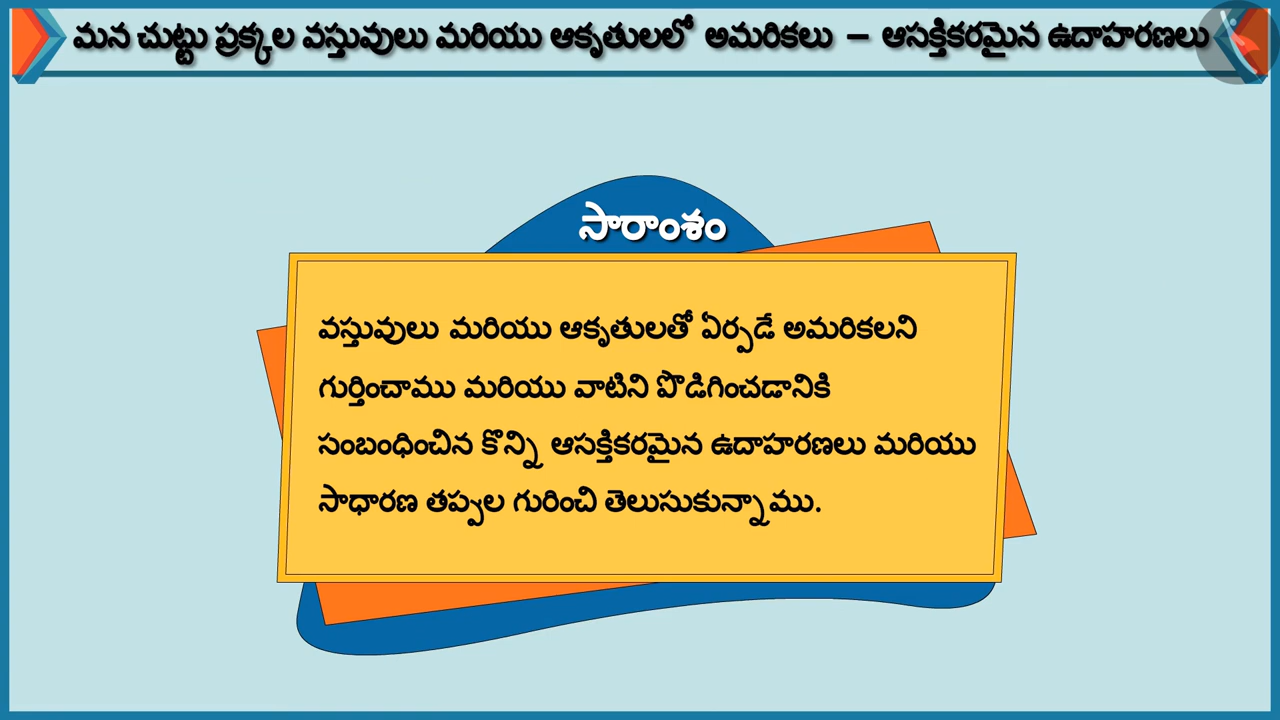 మన చుట్టు ప్రక్కల వస్తువులు మరియు ఆకృతులలో అమరికలు – ఆసక్తికరమైన ఉదాహరణలు
సారాంశం
వస్తువులు మరియు ఆకృతులతో ఏర్పడే అమరికలని
గుర్తించాము మరియు వాటిని పొడిగించడానికి
సంబంధించిన కొన్ని ఆసక్తికరమైన ఉదాహరణలు మరియు
సాధారణ తప్పుల గురించి తెలుసుకున్నాము.